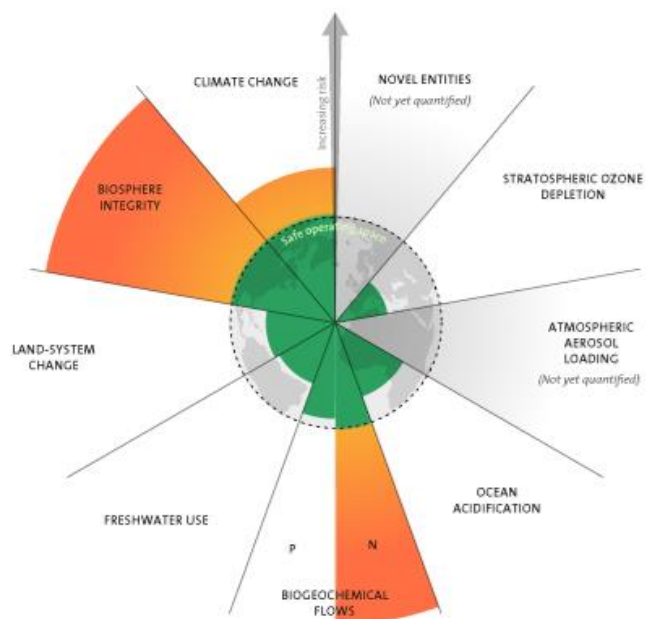 CLIMATE CHANGE
Increasing risk
NOVEL ENTITIES
(Not yet quantified)
BIOSPHERE
INTEGRITY
STRATOSPHERIC OZONE
DEPLETION
Safe operating space
LAND-SYSTEM
CHANGE
ATMOSPHERIC
AEROSOL
LOADING
(Not yet quantified)
FRESHWATER USE
OCEAN
ACIDIFICATION
P
N
BIOGEOCHEMICAL
FLOWS